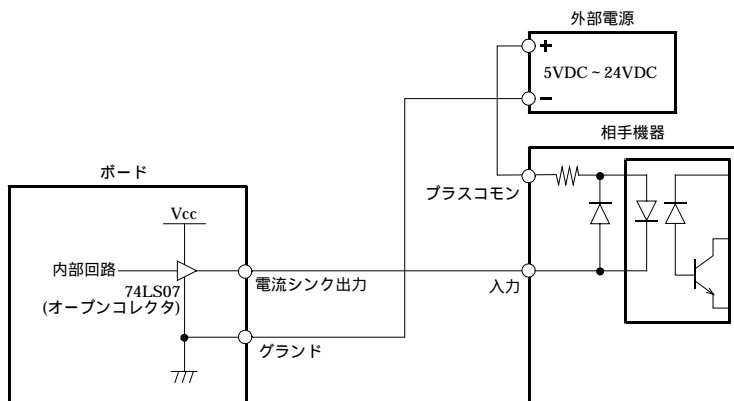 外部電源
+
5VDC ~ 24VDC
−
相手機器
ボード
プラスコモン
Vcc
内部回路
74LS07
(オープンコレクタ)
電流シンク出力
入力
グランド